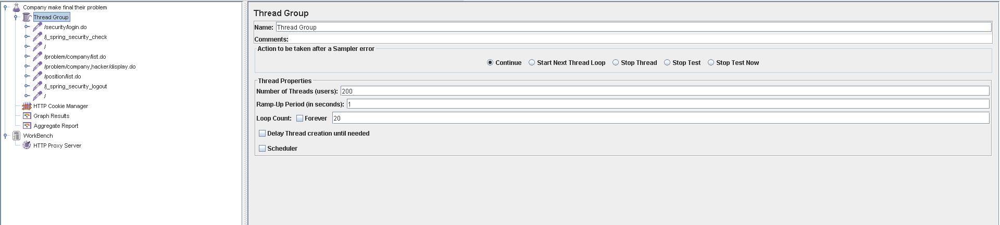 Company make final their problem
Thread Group
/security/login.do
/j_spring_security_check
/
/problem/company/list.do
/problem/company,hacker/display.do
/position/list.do
/j_spring_security_logout
/
HTTP Cookie Manager
Graph Results
Aggregate Report
WorkBench
HTTP Proxy Server
Thread Group
Name: Thread Group
Comments:
Action to be taken after a Sampler error
Continue Start Next Thread Loop Stop Thread Stop Test Stop Test Now
Thread Properties
Number of Threads (users): 200
Ramp-Up Period (in seconds): 1
Loop Count: Forever 20
Delay Thread creation until needed
Scheduler